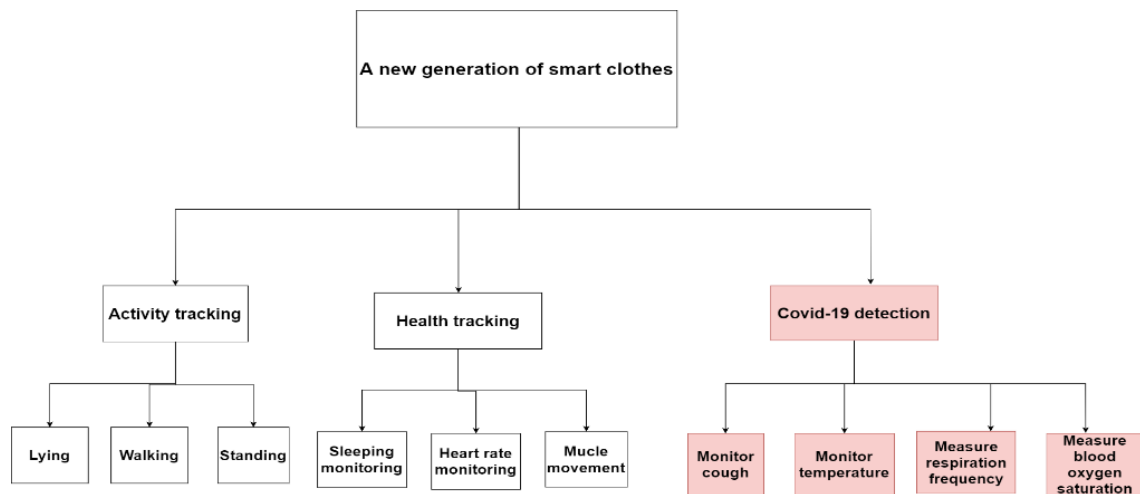 A new generation of smart clothes
Activity tracking
Health tracking
Covid-19 detection
Lying
Walking
Standing
Sleeping
monitoring
Heart rate
monitoring
Mucle
movement
Monitor
cough
Monitor
temperature
Measure
respiration
frequency
Measure
blood
oxygen
saturation